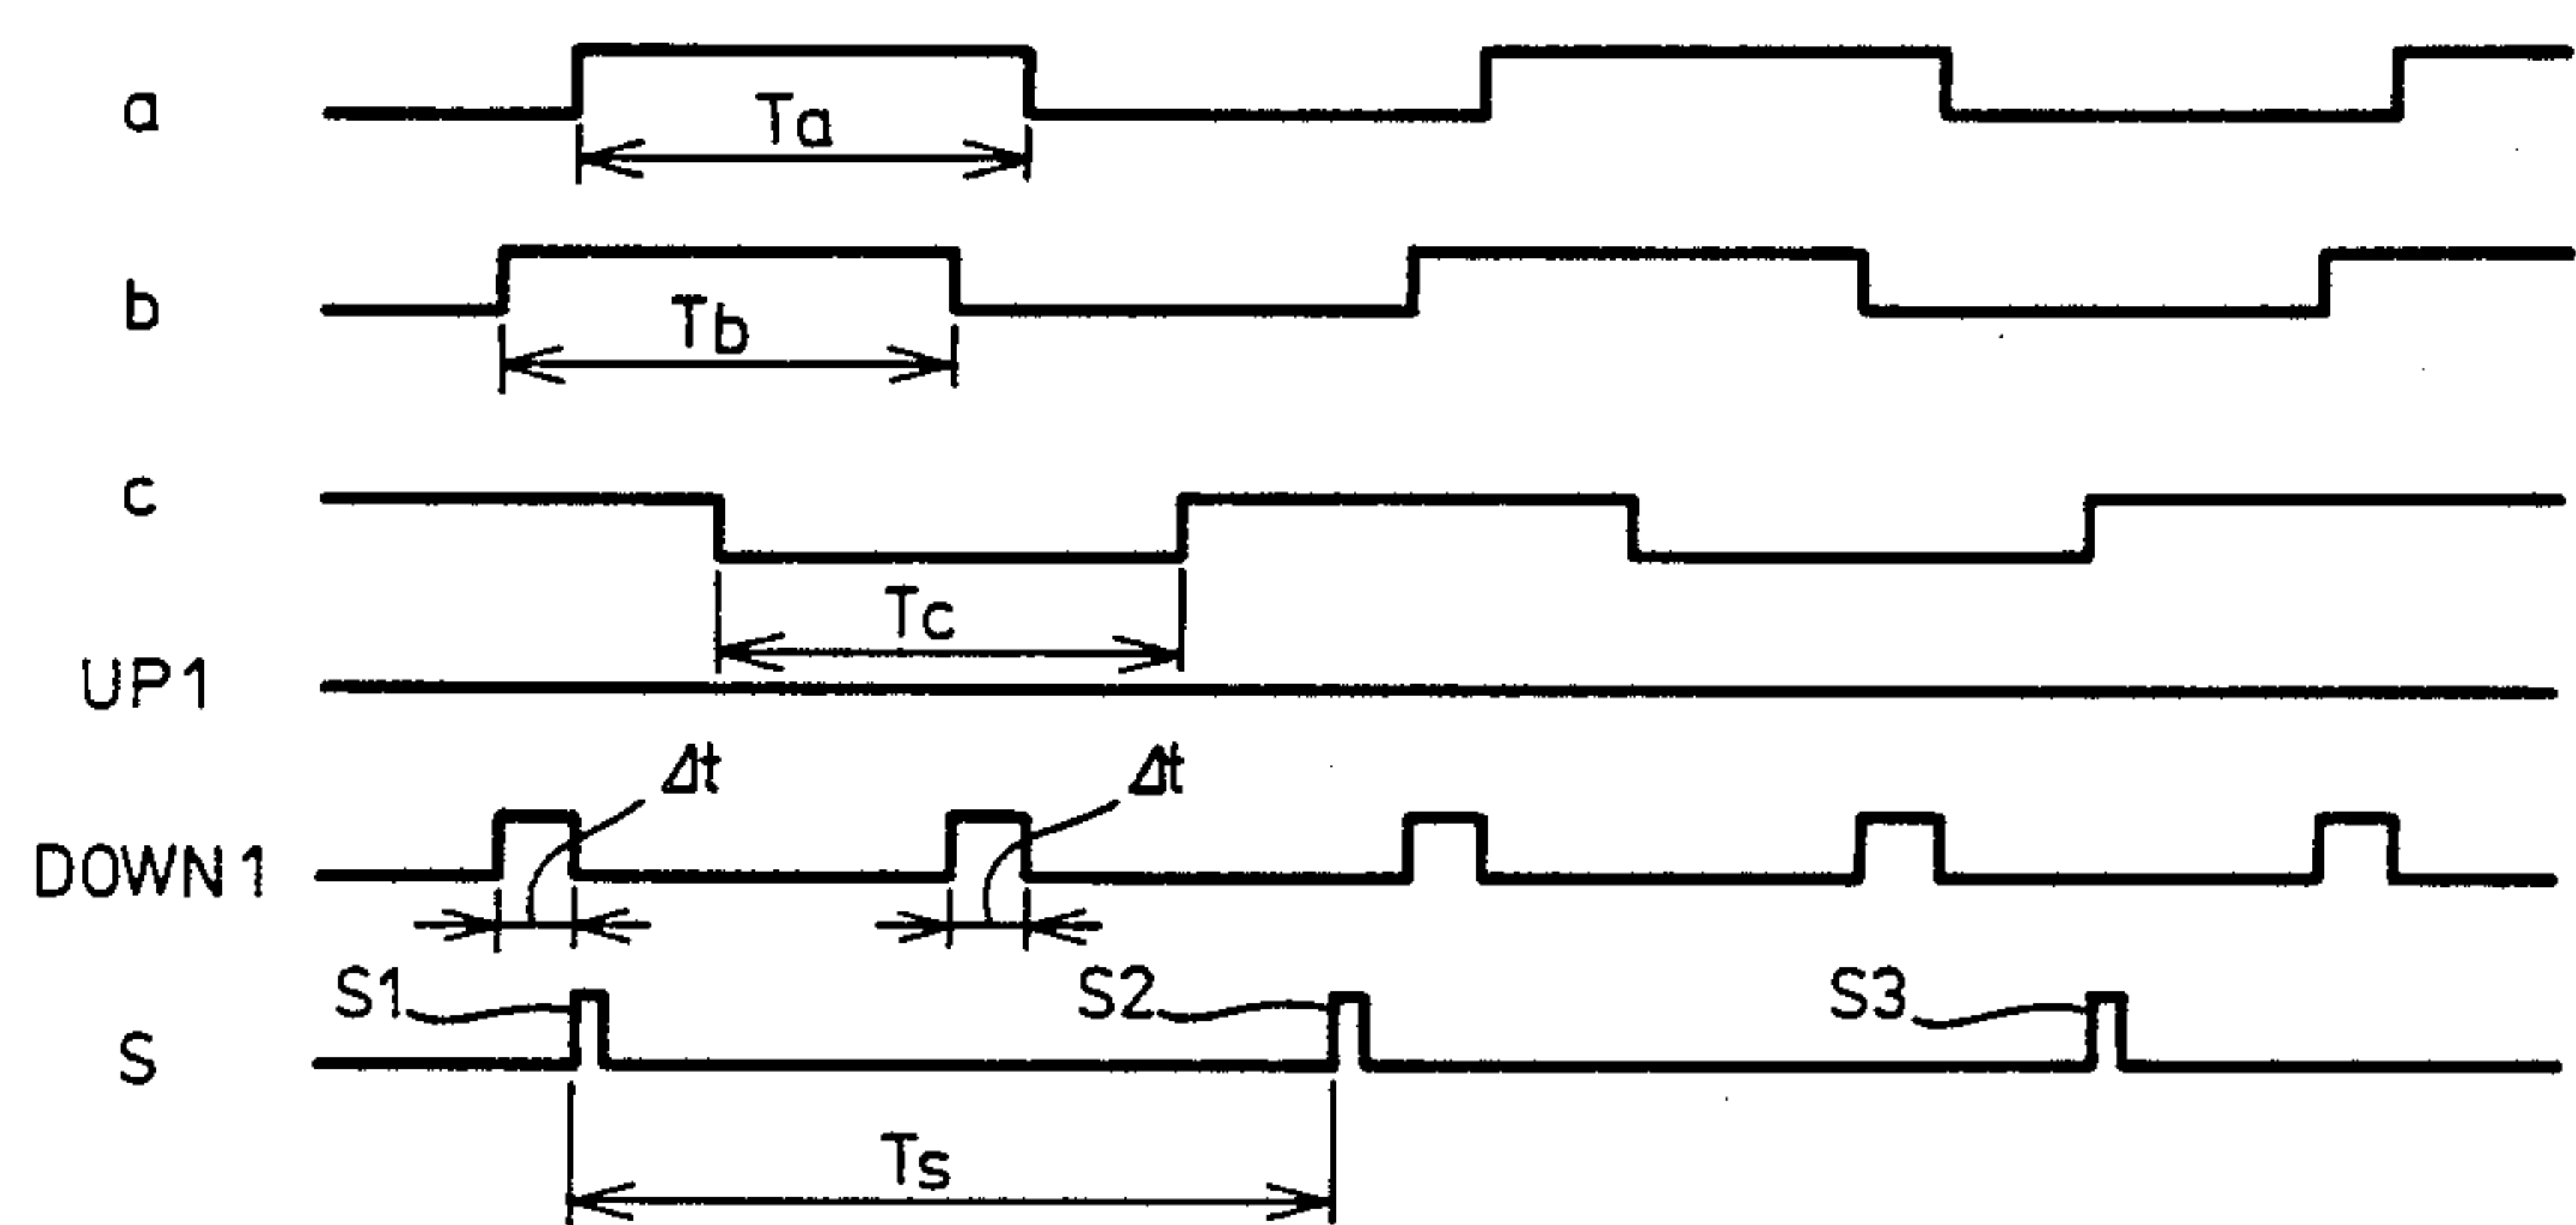 a
Ta
b
Tb
c
Tc
UP1
Δt Δt
DOWN1
S1 S2 S3
S
Ts